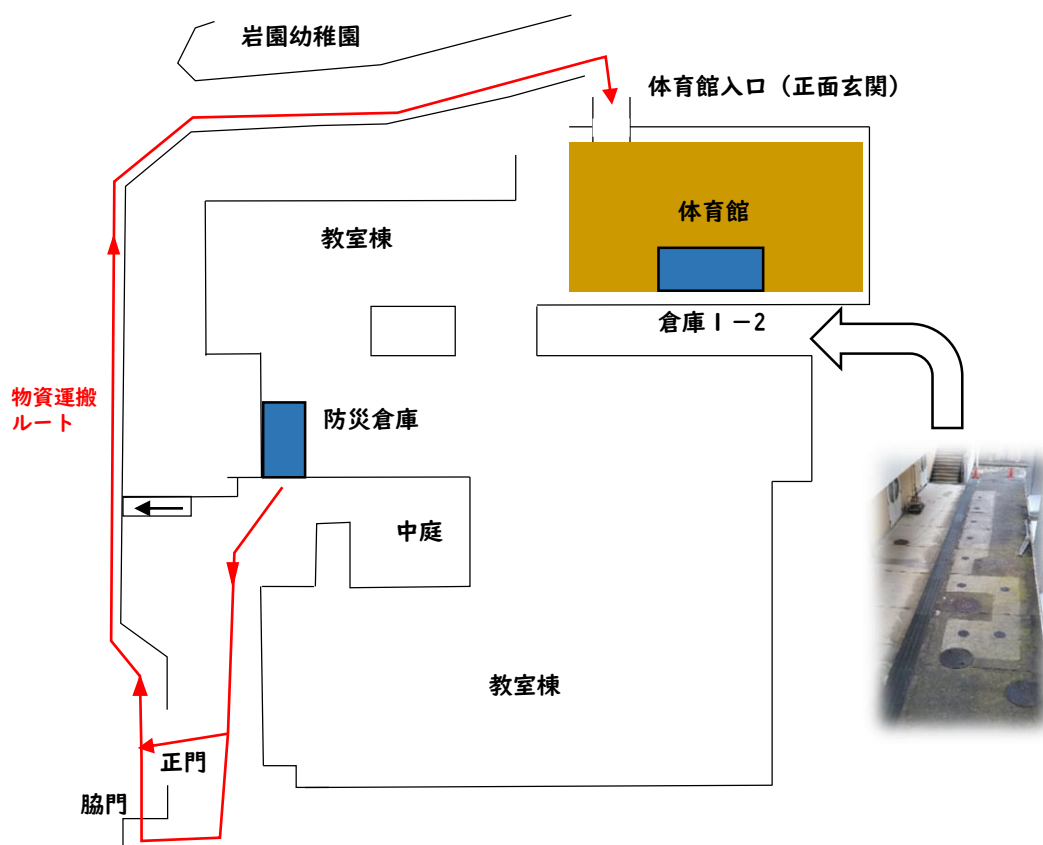 岩園幼稚園
体育館入口（正面玄関）
体育館
教室棟
倉庫１－２
物資運搬
ルート
防災倉庫
中庭
教室棟
正門
脇門